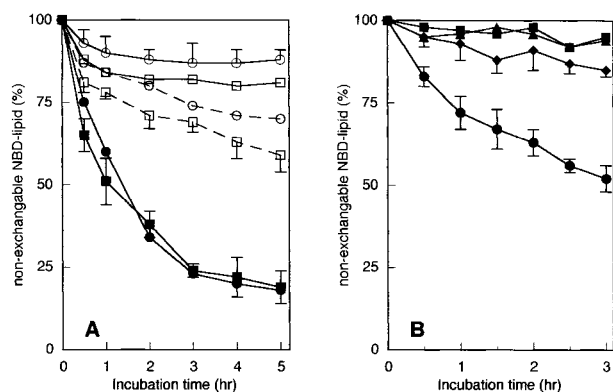 non-exchangable NBD-lipid (%)
100
75
50
25
0
A
0 1 2 3 4 5
Incubation time (hr)
non-exchangable NBD-lipid (%)
100
75
50
25
0
B
0 1 2 3
Incubation time (hr)